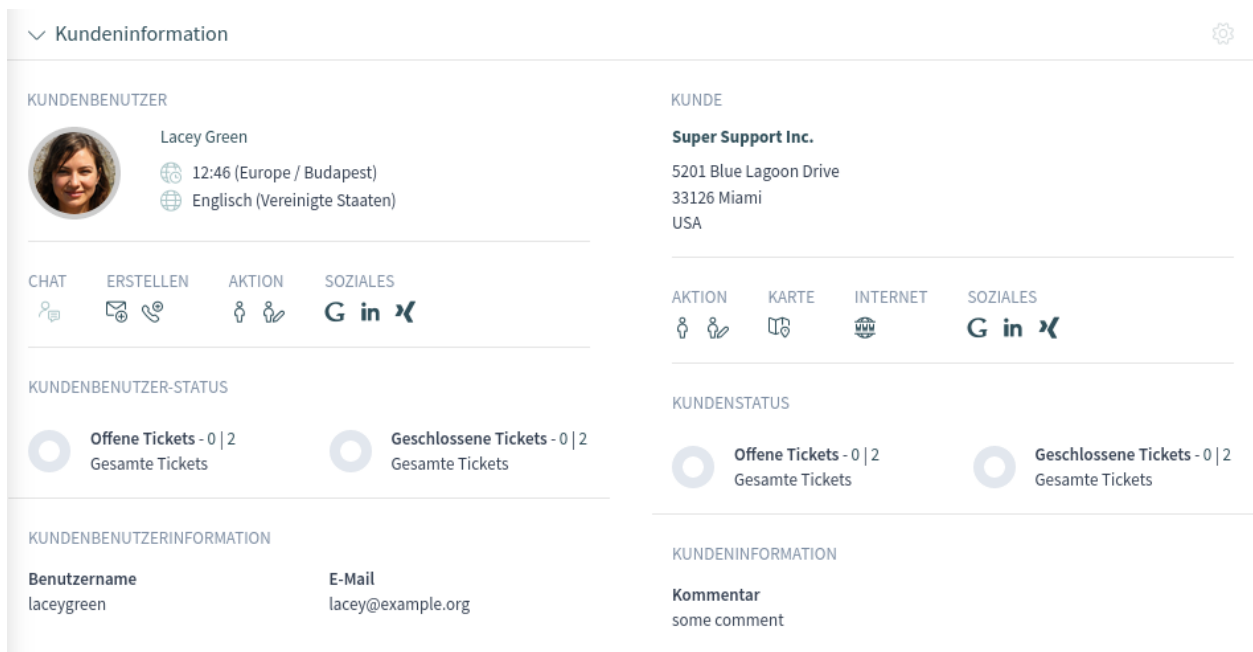 Kundeninformation
KUNDENBENUTZER
Lacey Green
12:46 (Europe / Budapest)
Englisch (Vereinigte Staaten)
CHAT ERSTELLEN AKTION SOZIALES
G in
KUNDENBENUTZER-STATUS
Offene Tickets - 0 | 2 Geschlossene Tickets - 0 | 2
Gesamte Tickets Gesamte Tickets
KUNDENBENUTZERINFORMATION
Benutzername E-Mail
laceygreen lacey@example.org
KUNDE
Super Support Inc.
5201 Blue Lagoon Drive
33126 Miami
USA
AKTION KARTE INTERNET SOZIALES
WWW G in
KUNDENSTATUS
Offene Tickets - 0 | 2 Geschlossene Tickets - 0 | 2
Gesamte Tickets Gesamte Tickets
KUNDENINFORMATION
Kommentar
some comment